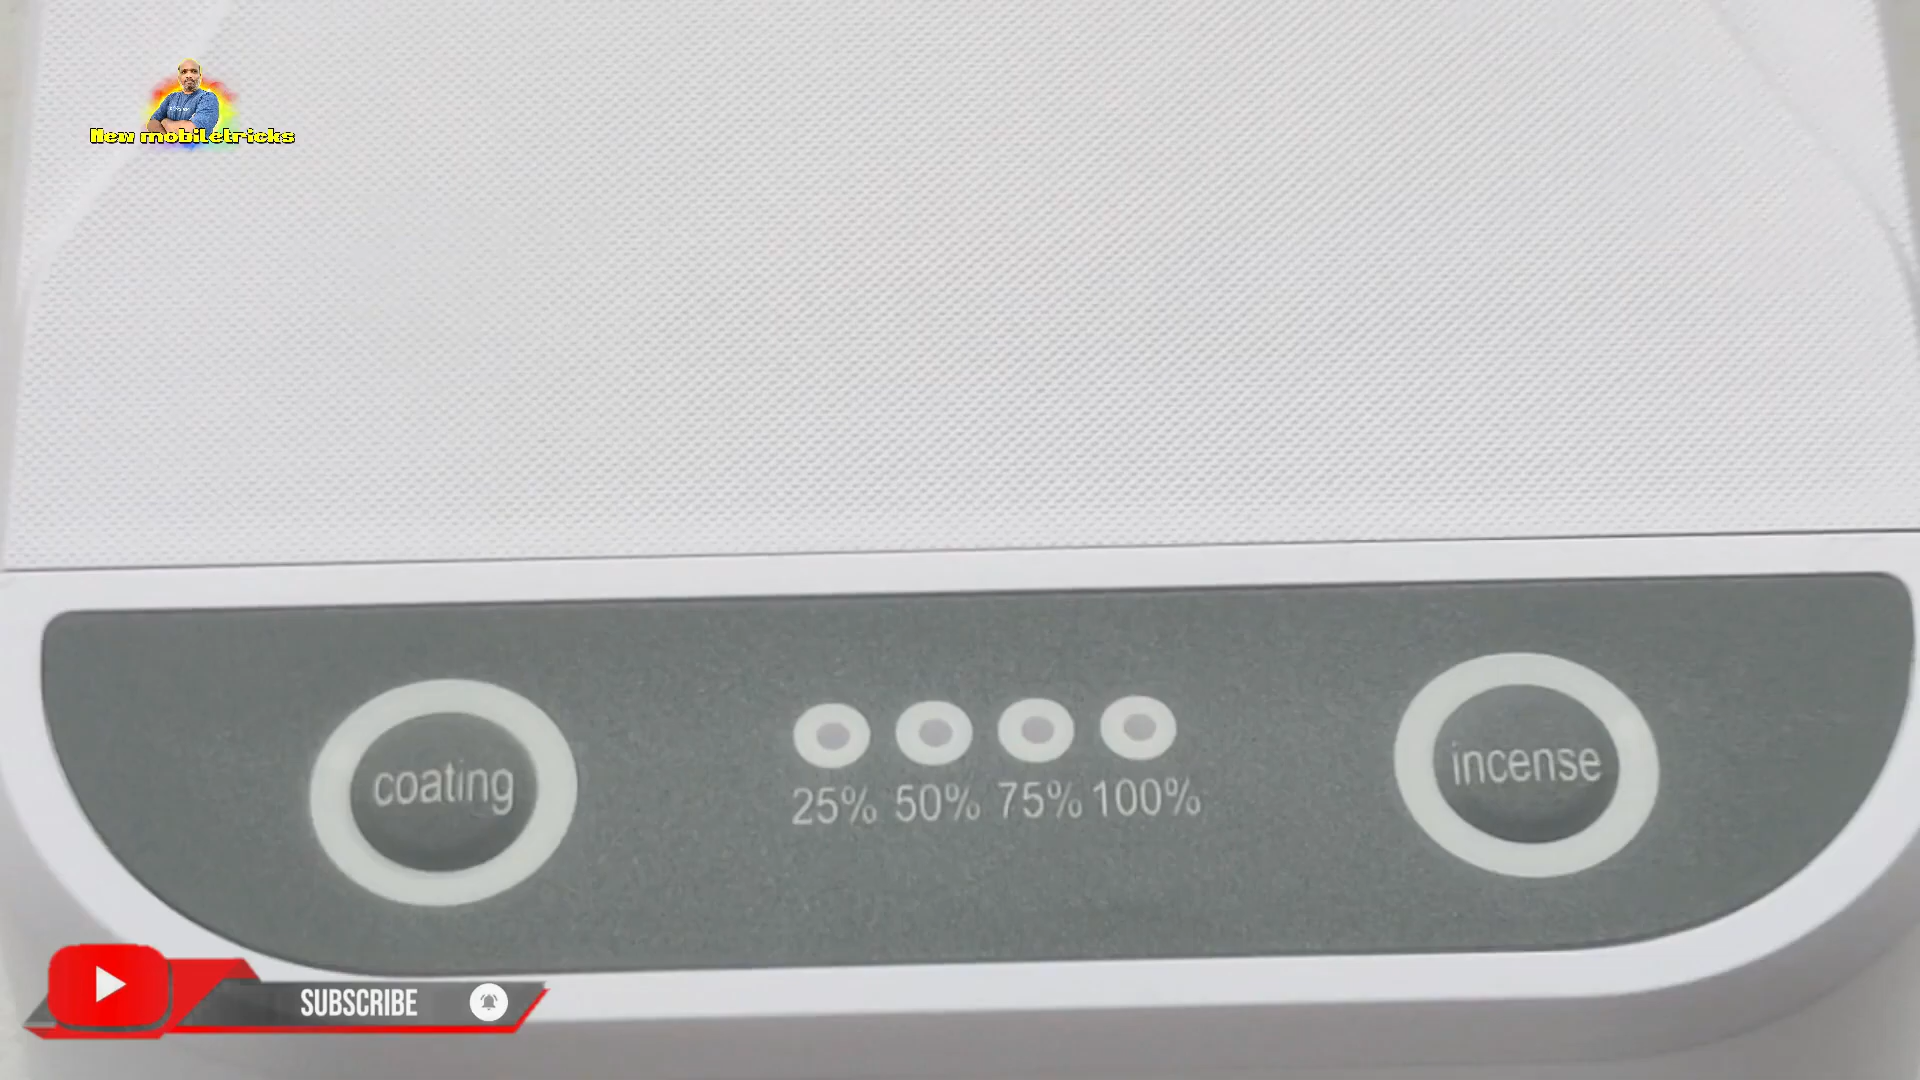 New mobiletricks
coating
25% 50% 75% 100%
incense
SUBSCRIBE